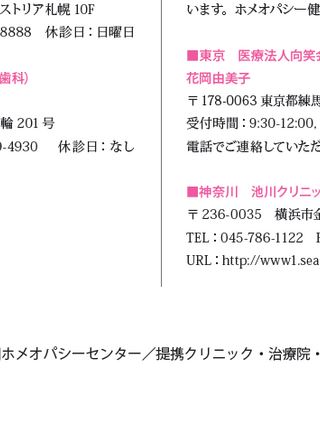 ストリア札幌 10F
8888　休診日：日曜日
歯科）
輪 201 号
-4930　休診日：なし
います。ホメオパシー健
■東京　医療法人向笑会
花岡由美子
〒178-0063 東京都練馬
受付時間：9:30-12:00,
電話でご連絡していただ
■神奈川　池川クリニッ
〒236-0035　横浜市金
TEL：045-786-1122
URL：http://www1.sea
ホメオパシーセンター／提携クリニック・治療院・